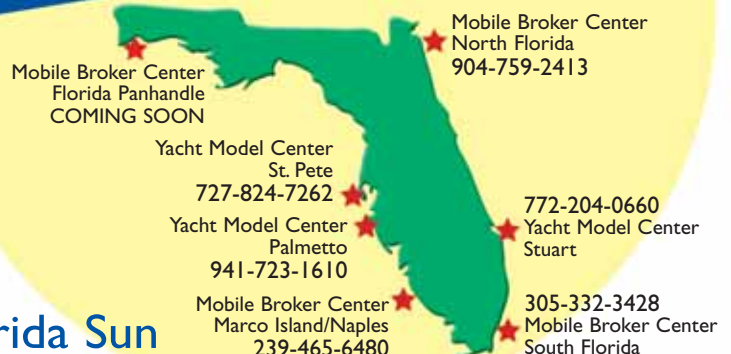 Mobile Broker Center
North Florida
904-759-2413
Mobile Broker Center
Florida Panhandle
COMING SOON
Yacht Model Center
St. Pete
727-824-7262
Yacht Model Center
Palmetto
941-723-1610
772-204-0660
Yacht Model Center
Stuart
Mobile Broker Center
Marco Island/Naples
239-465-6480
305-332-3428
Mobile Broker Center
South Florida
rida Sun